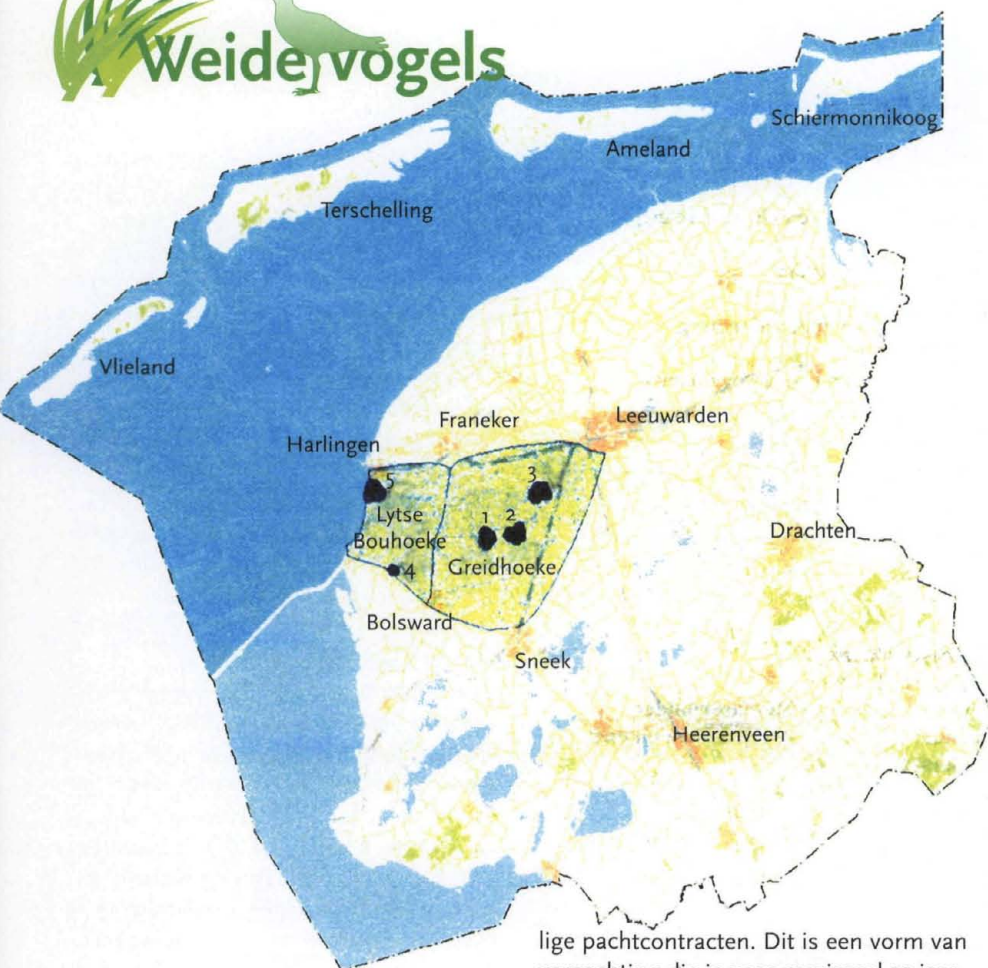 Weidevogels
Schiermonnikoog
Ameland
Terschelling
Vlieland
Franeker
Leeuwarden
Harlingen
5
3
Lytse
Bouhoeke
1
2
Drachten
4
Greidhoeke
Bolsward
Sneek
Heerenveen
lige pachtcontracten. Dit is een vorm van